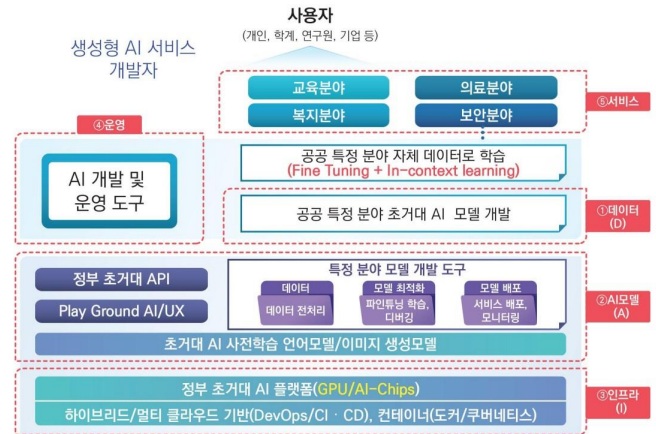 사용자
(개인, 학계, 연구원, 기업 등)
생성형 AI 서비스
개발자
교육분야
의료분야
복지분야
보안분야
⑤서비스
④운영
AI 개발 및
운영 도구
공공 특정 분야 자체 데이터로 학습
(Fine Tuning + In-context learning)
공공 특정 분야 초거대 AI 모델 개발
①데이터
(D)
정부 초거대 API
Play Ground AI/UX
특정 분야 모델 개발 도구
데이터
데이터 전처리
모델 최적화
파인튜닝 학습,
디버깅
모델 배포
서비스 배포,
모니터링
②AI모델
(A)
초거대 AI 사전학습 언어모델/이미지 생성모델
정부 초거대 AI 플랫폼(GPU/AI-Chips)
하이브리드/멀티 클라우드 기반(DevOps/CI · CD), 컨테이너(도커/쿠버네티스)
③인프라
(I)